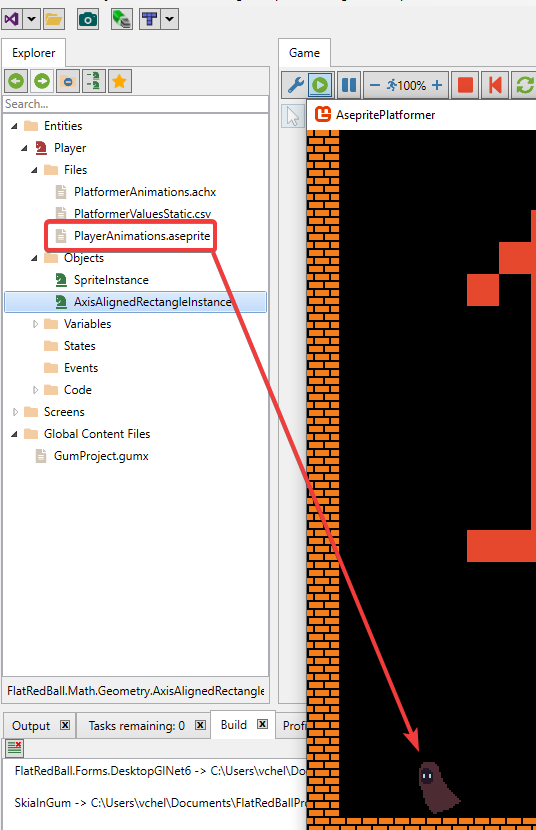 Explorer
Game
100%
Search...
AsepritePlatformer
Entities
Player
Files
PlatformerAnimations.achx
PlatformerValuesStatic.csv
PlayerAnimations.aseprite
Objects
SpriteInstance
AxisAlignedRectangleInstance
Variables
States
Events
Code
Screens
Global Content Files
GumProject.gumx
FlatRedBall.Math.Geometry.AxisAlignedRectangle
Output
Tasks remaining: 0
Build
Profi
FlatRedBall.Forms.DesktopGlNet6 -> C:\Users\vchel\Do
SkiaInGum -> C:\Users\vchel\Documents\FlatRedBallPro